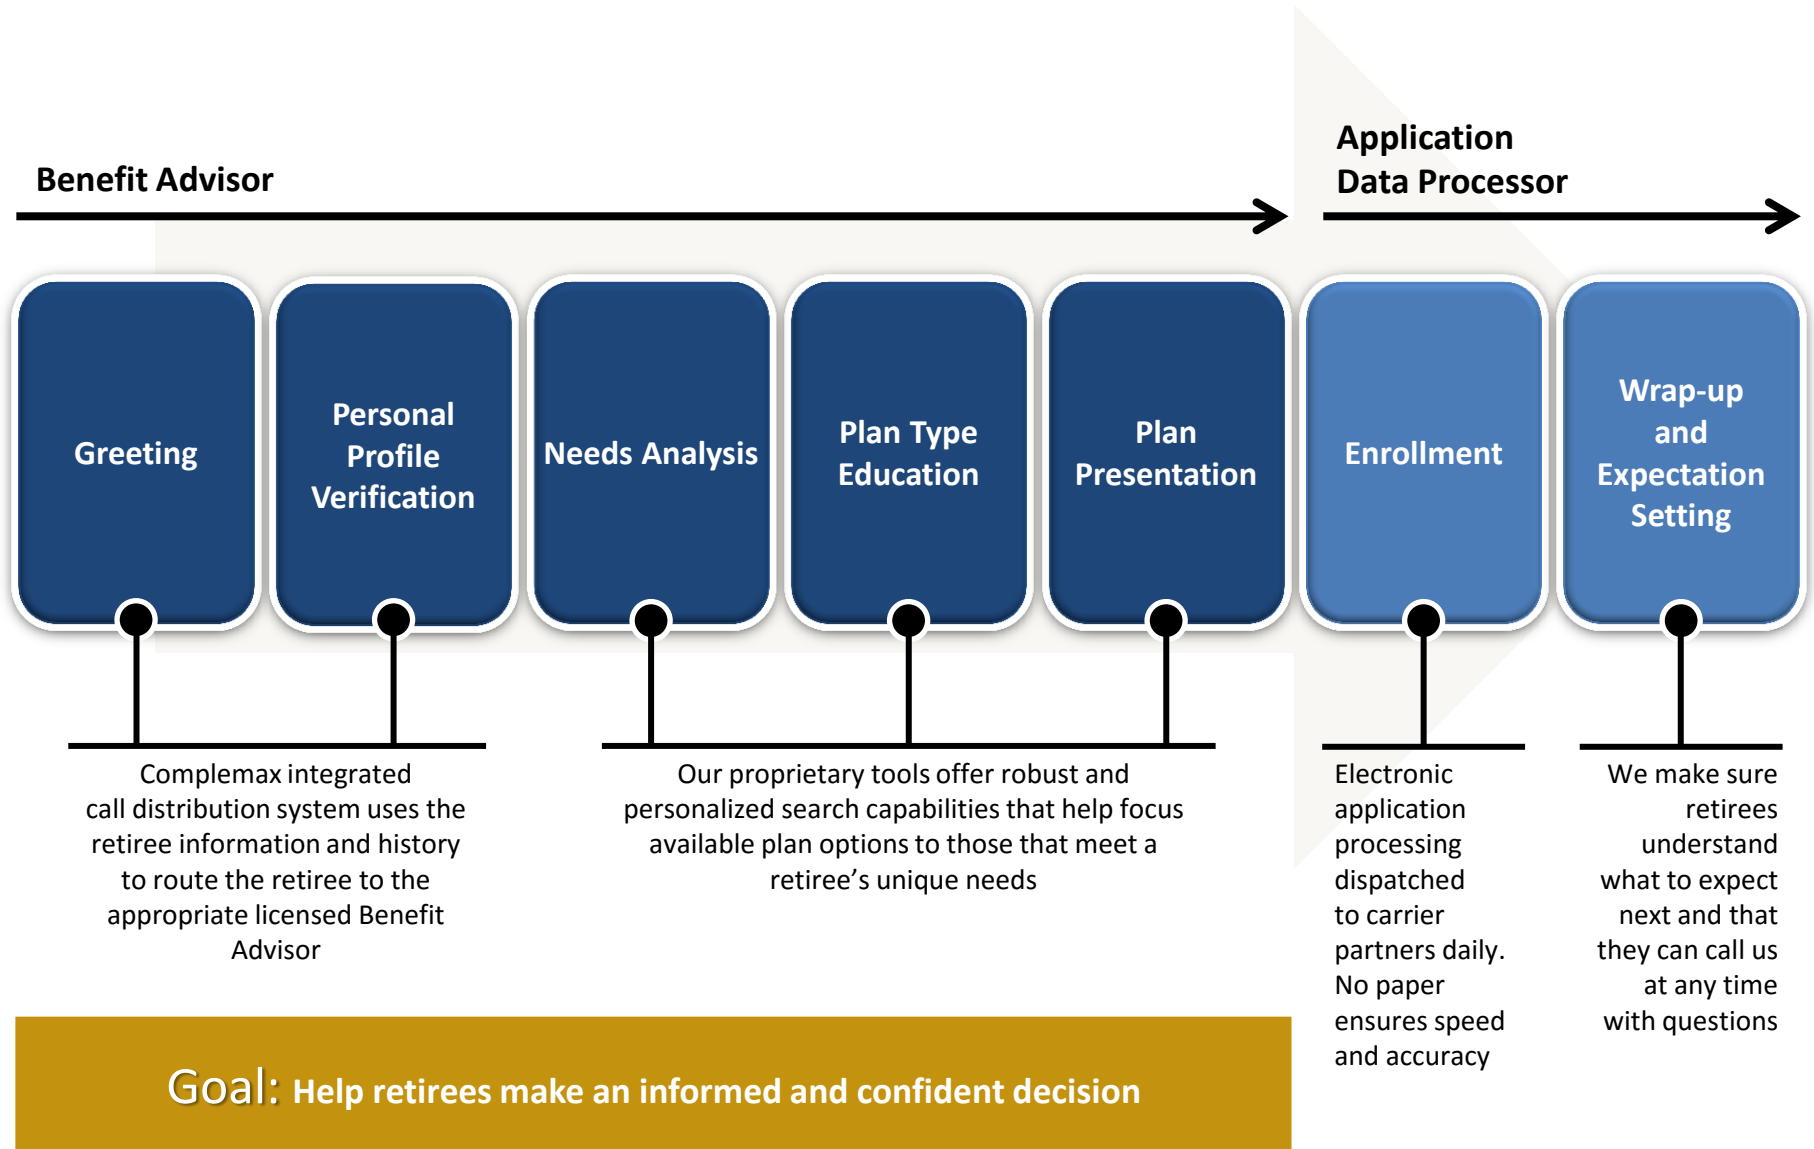 Benefit Advisor
Application
Data Processor
Greeting
Personal
Profile
Verification
Needs Analysis
Plan Type
Education
Plan
Presentation
Enrollment
Wrap-up
and
Expectation
Setting
Complemax integrated
call distribution system uses the
retiree information and history
to route the retiree to the
appropriate licensed Benefit
Advisor
Our proprietary tools offer robust and
personalized search capabilities that help focus
available plan options to those that meet a
retiree’s unique needs
Electronic
application
processing
dispatched
to carrier
partners daily.
No paper
ensures speed
and accuracy
We make sure
retirees
understand
what to expect
next and that
they can call us
at any time
with questions
Goal: Help retirees make an informed and confident decision